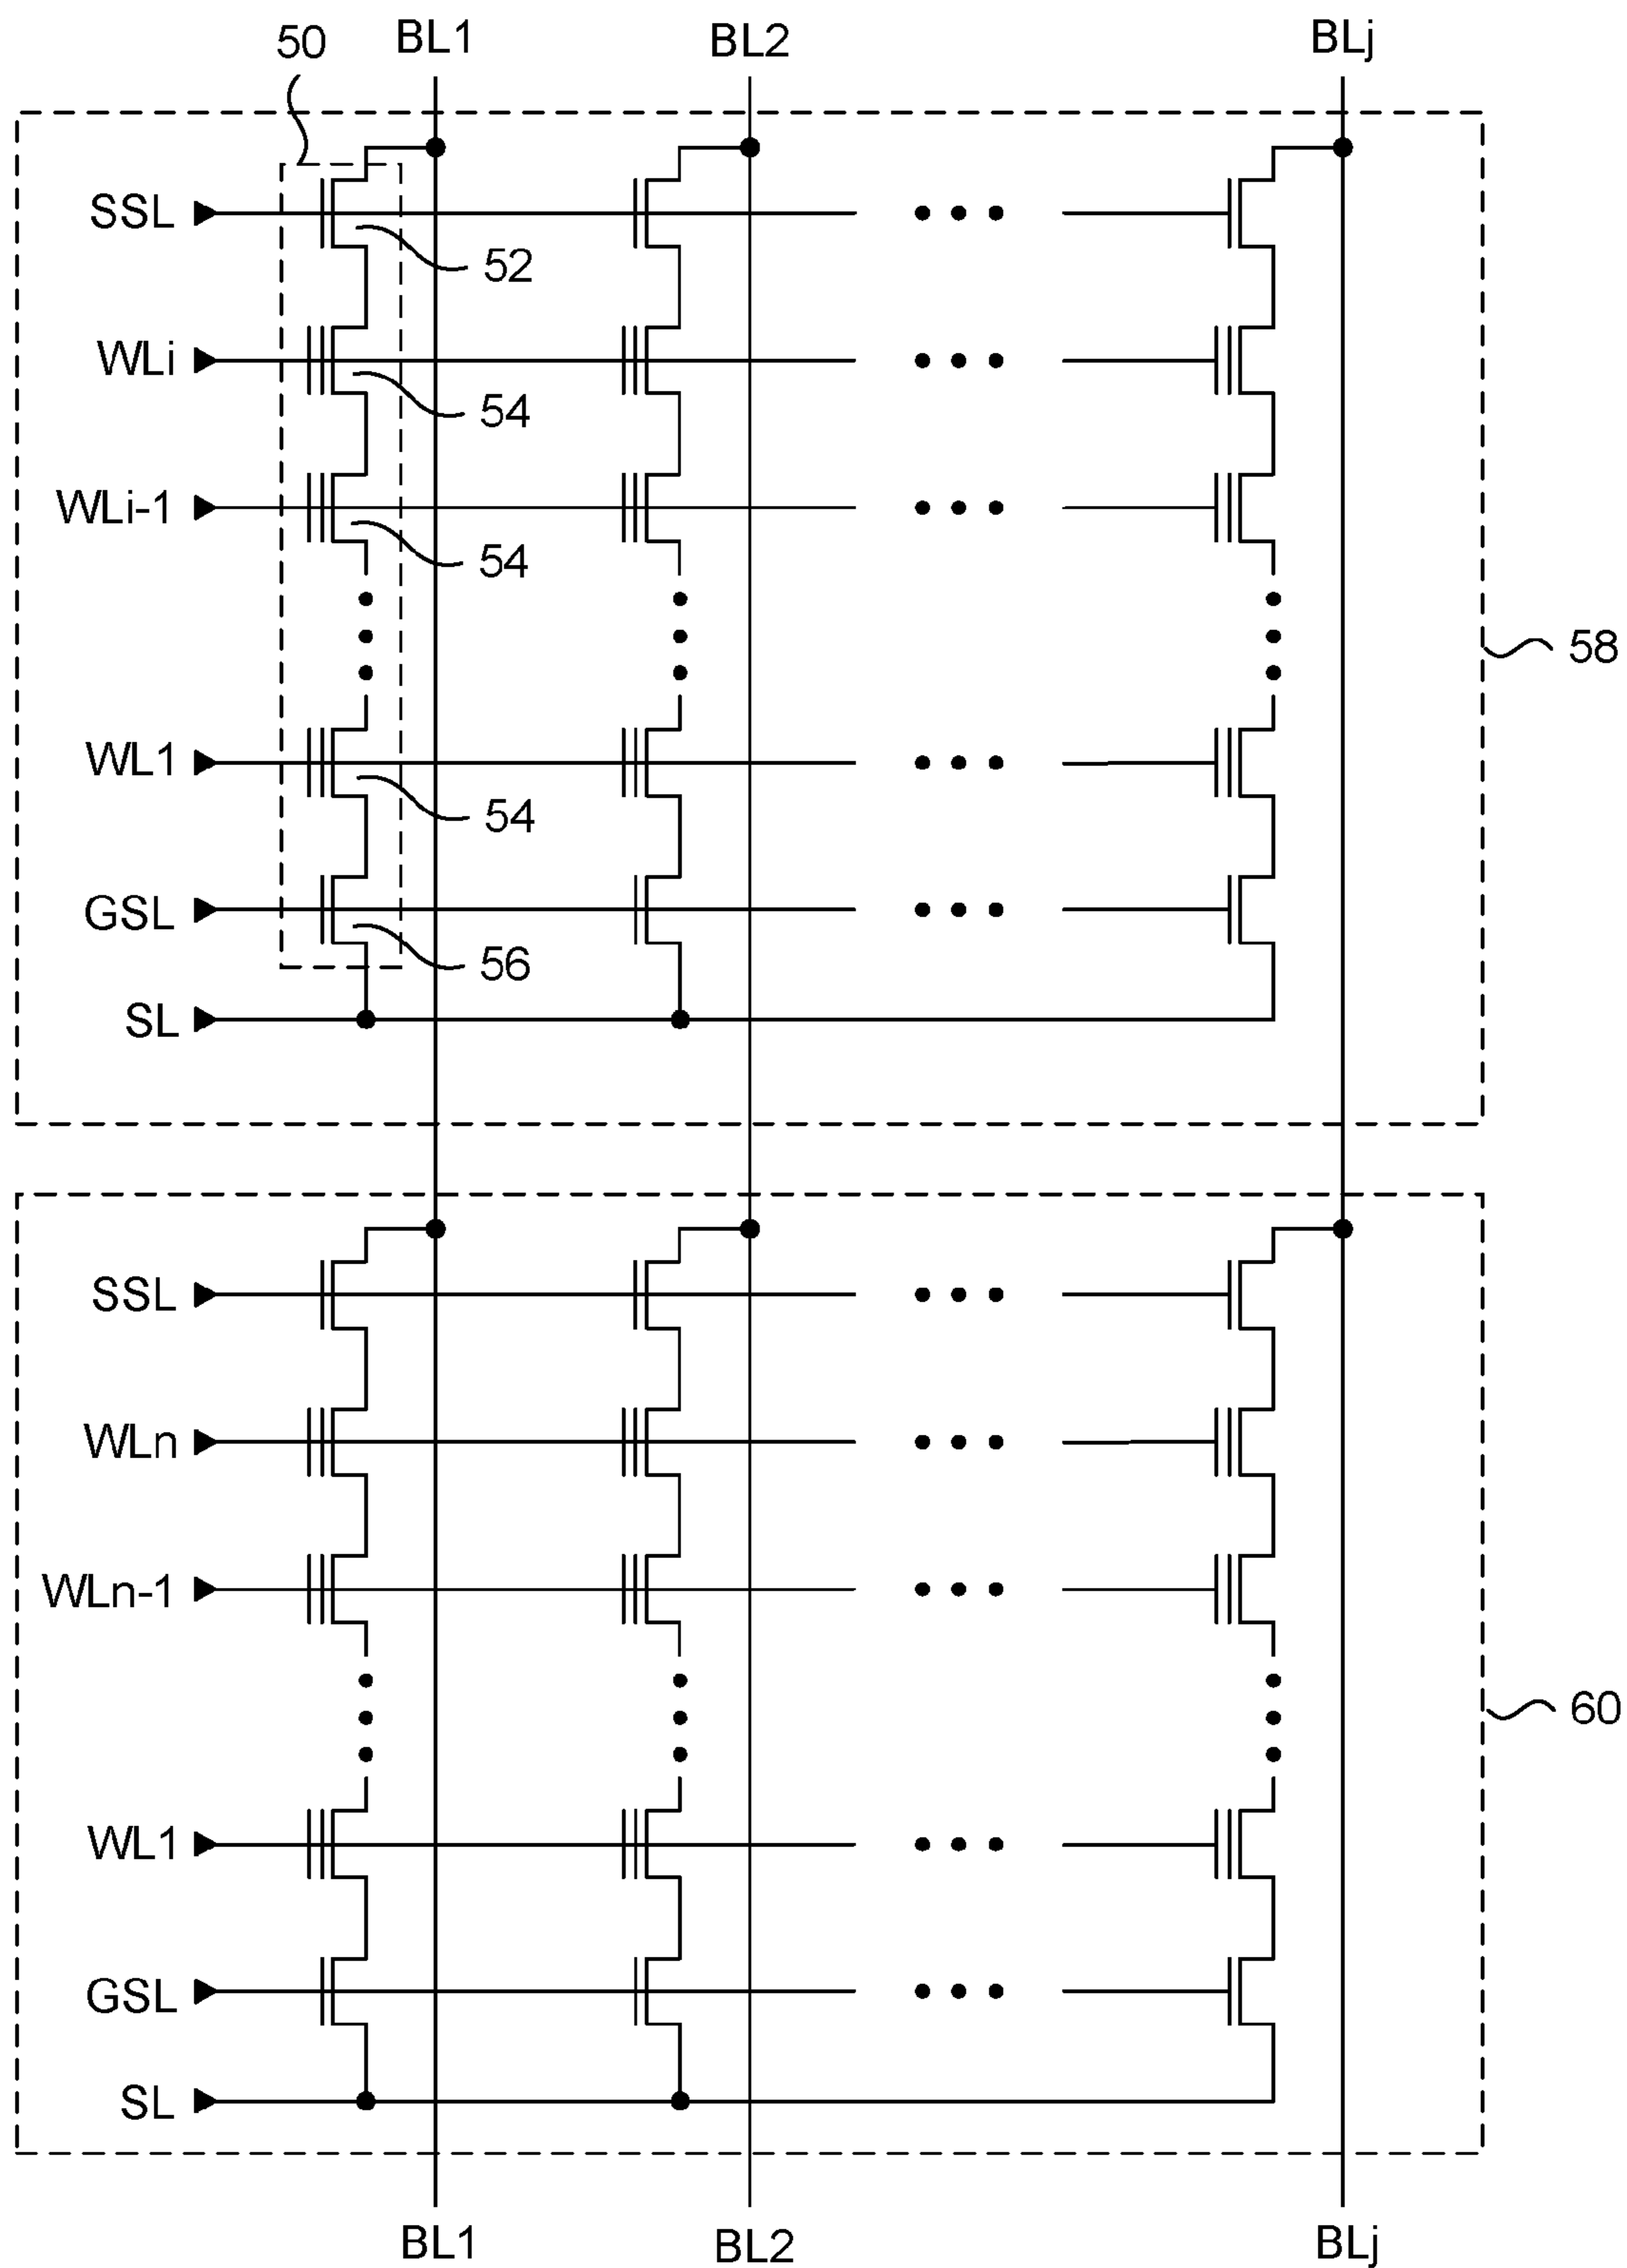 50 BL1 BL2 BLj
SSL
52
WLi
54
WLi-1
54
58
WL1
54
GSL
56
SL
SSL
WLn
WLn-1
60
WL1
GSL
SL
BL1 BL2 BLj